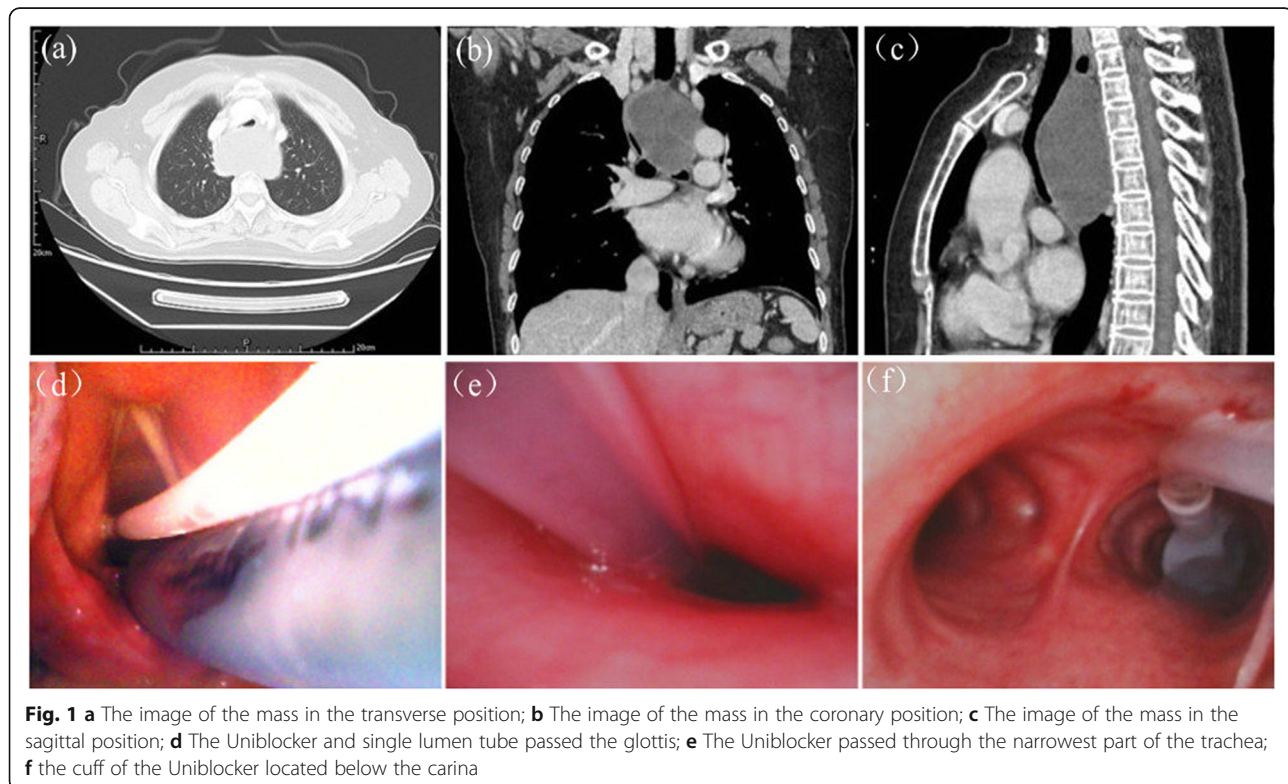 (a)
(b)
(c)
R
20cm
P
20cm
(d)
(e)
(f)
Fig. 1 a The image of the mass in the transverse position; b The image of the mass in the coronary position; c The image of the mass in the
sagittal position; d The Uniblocker and single lumen tube passed the glottis; e The Uniblocker passed through the narrowest part of the trachea;
f the cuff of the Uniblocker located below the carina